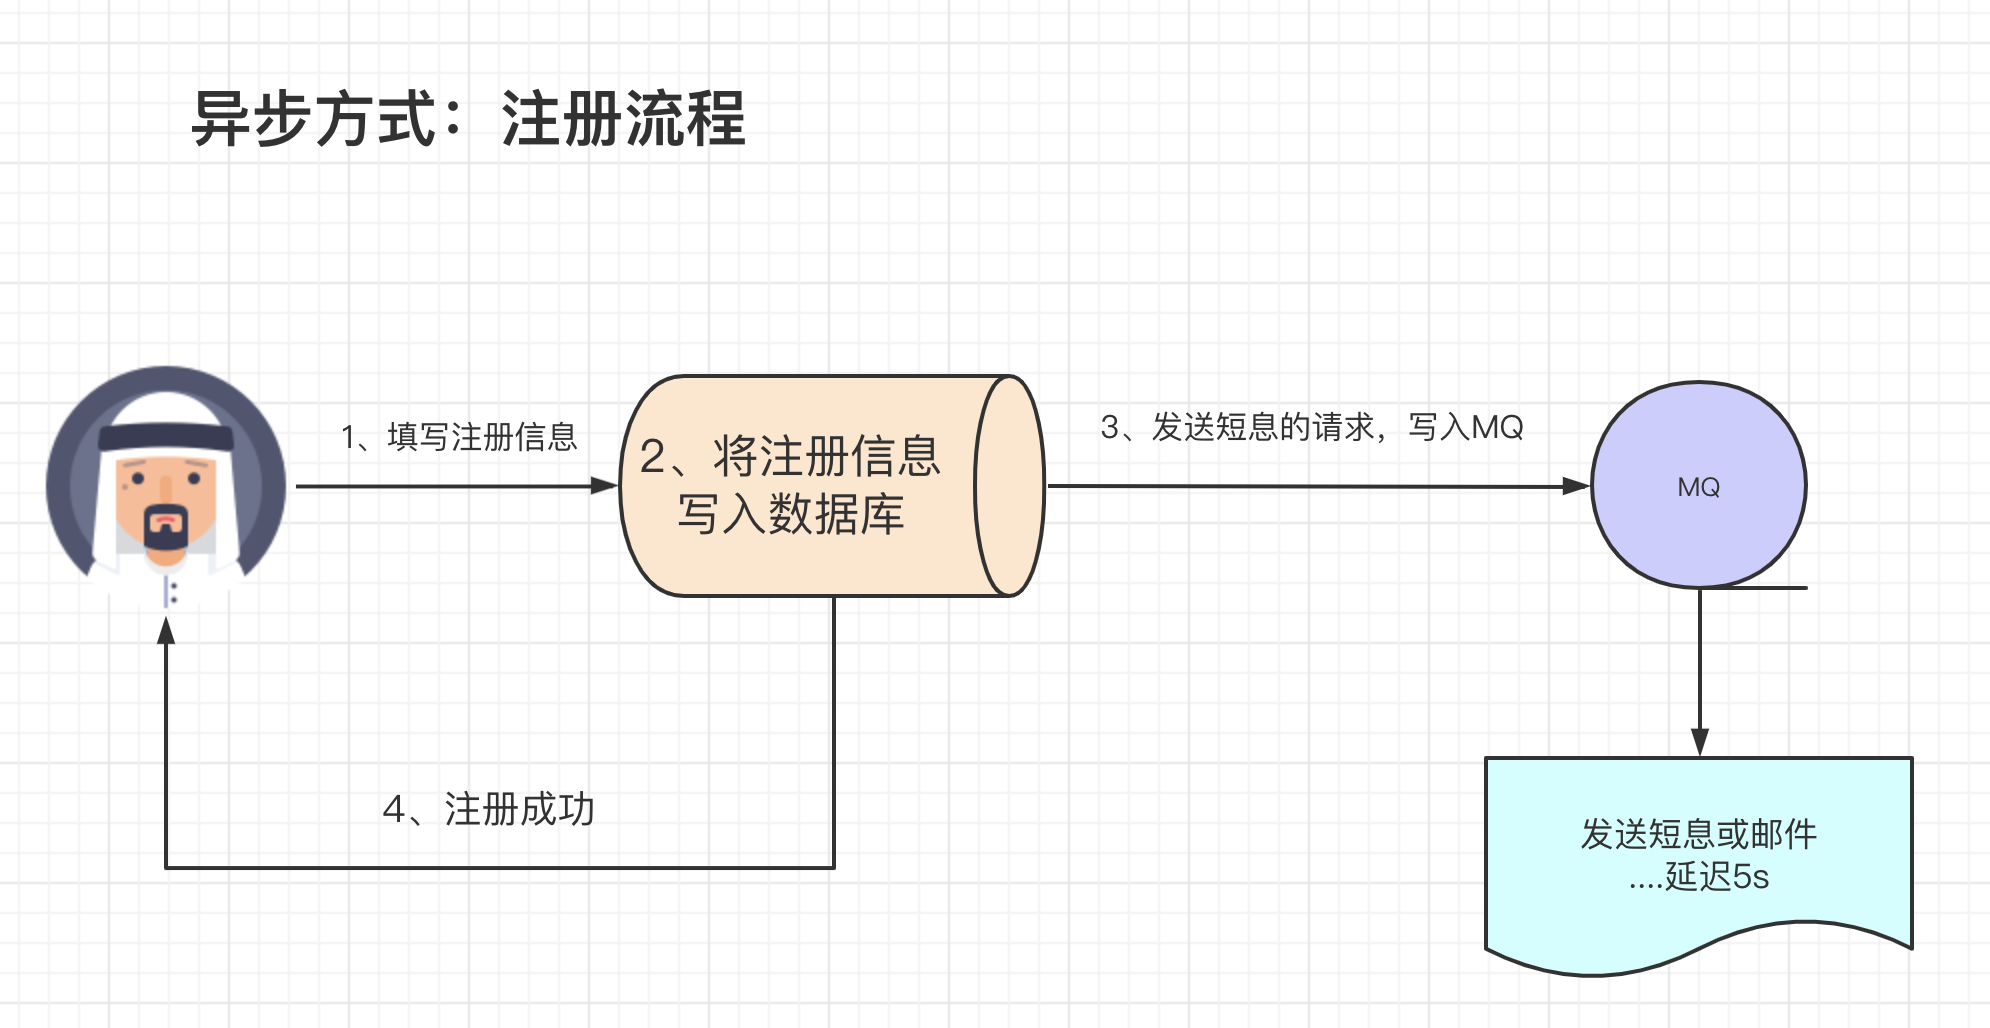 异步方式：注册流程
1、填写注册信息
2、将注册信息
写入数据库
3、发送短息的请求，写入MQ
MQ
4、注册成功
发送短息或邮件
....延迟5s